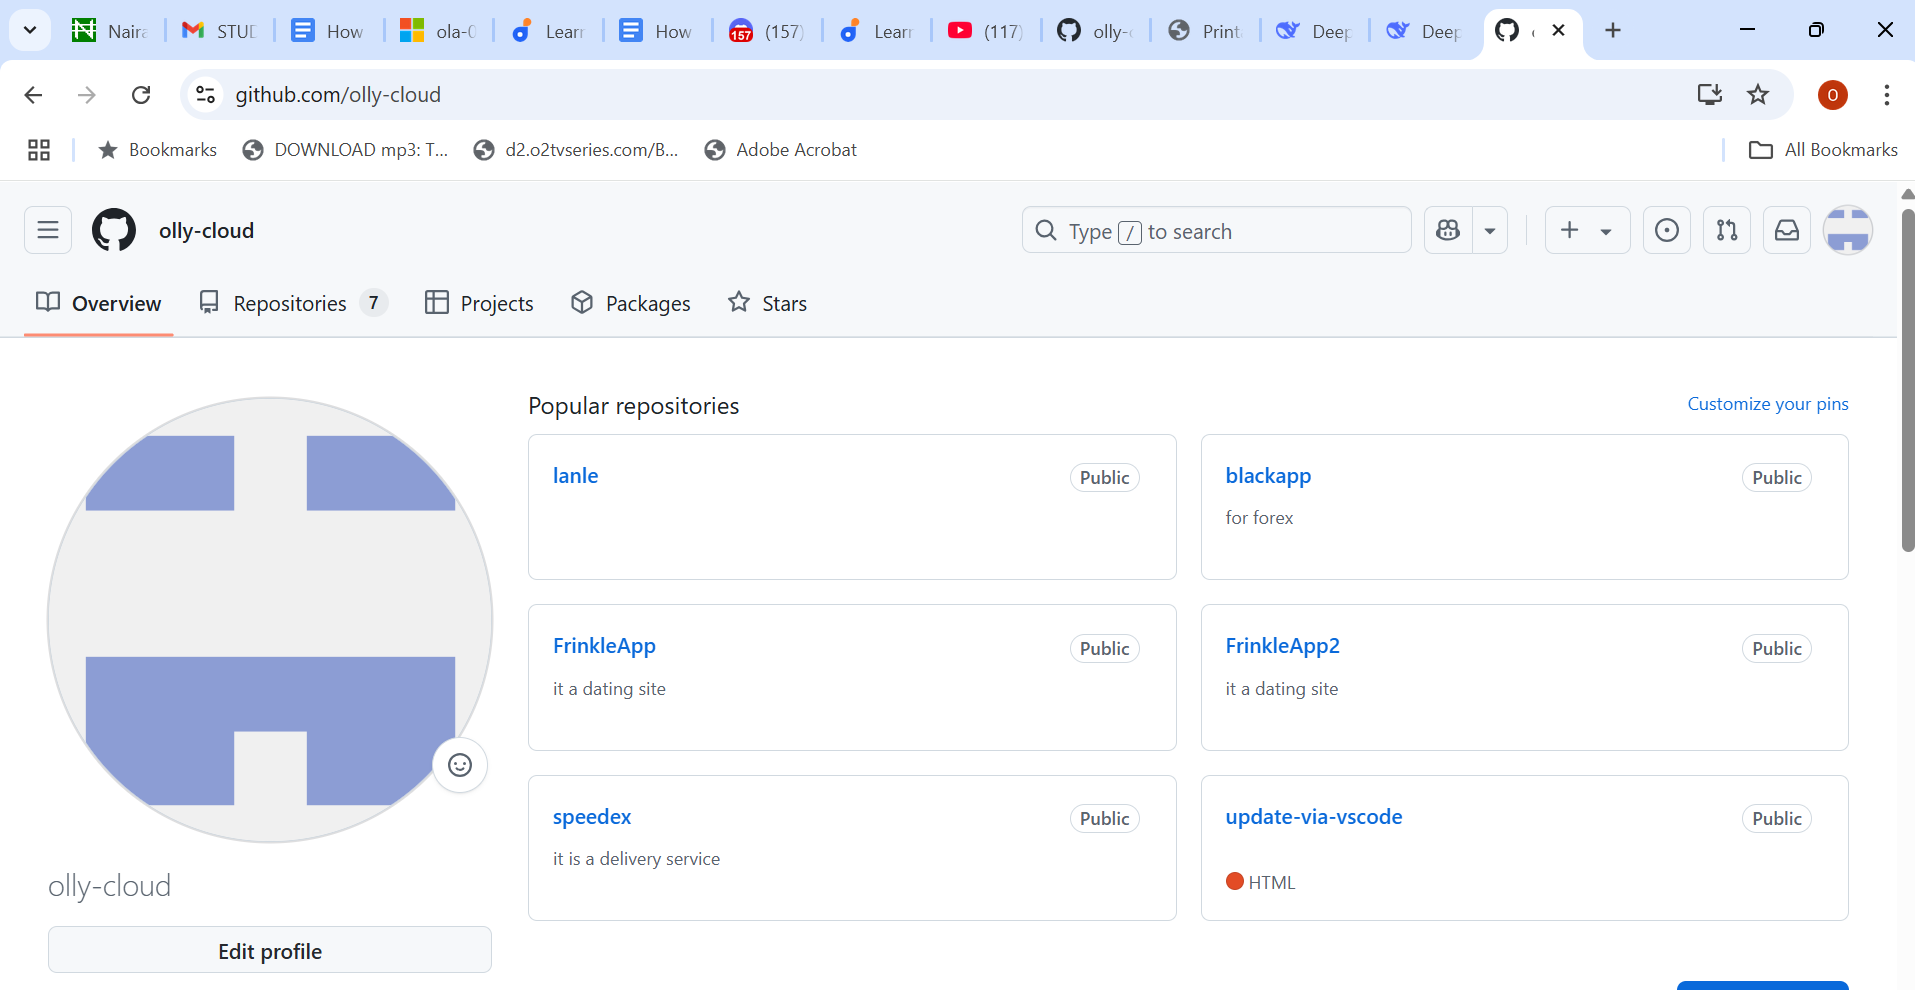 Naira
STUD
How
ola-0
Learn
How
157
(157)
Learn
(117)
olly-c
Print
Deep
Deep
github.com/olly-cloud
O
Bookmarks
DOWNLOAD mp3: T...
d2.o2tvseries.com/B...
Adobe Acrobat
All Bookmarks
olly-cloud
Type / to search
Overview
Repositories 7
Projects
Packages
Stars
Popular repositories
Customize your pins
lanle
Public
blackapp
Public
for forex
FrinkleApp
Public
it a dating site
FrinkleApp2
Public
it a dating site
speedex
Public
it is a delivery service
update-via-vscode
Public
HTML
olly-cloud
Edit profile